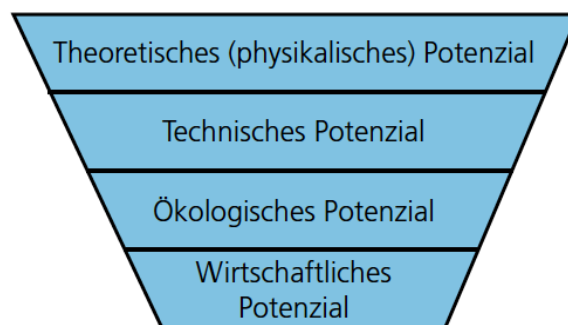 Theoretisches (physikalisches) Potenzial
Technisches Potenzial
Ökologisches Potenzial
Wirtschaftliches
Potenzial